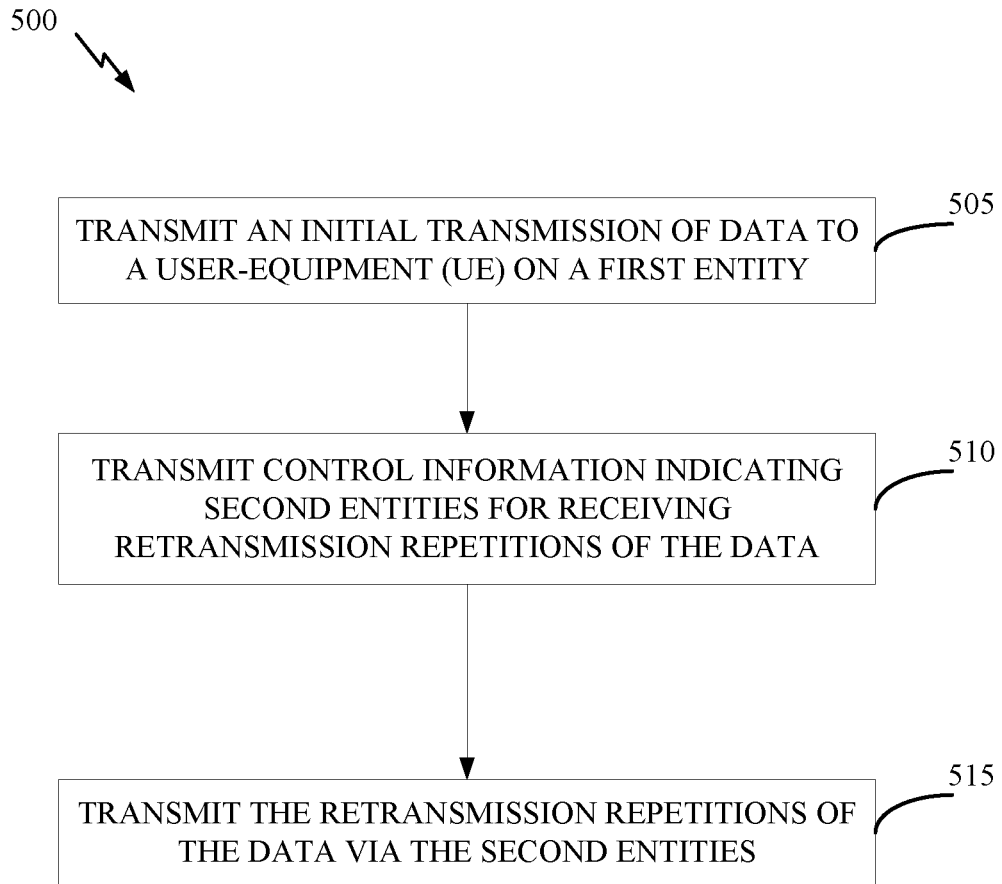 500
505
TRANSMIT AN INITIAL TRANSMISSION OF DATA TO
A USER-EQUIPMENT (UE) ON A FIRST ENTITY
510
TRANSMIT CONTROL INFORMATION INDICATING
SECOND ENTITIES FOR RECEIVING
RETRANSMISSION REPETITIONS OF THE DATA
515
TRANSMIT THE RETRANSMISSION REPETITIONS OF
THE DATA VIA THE SECOND ENTITIES